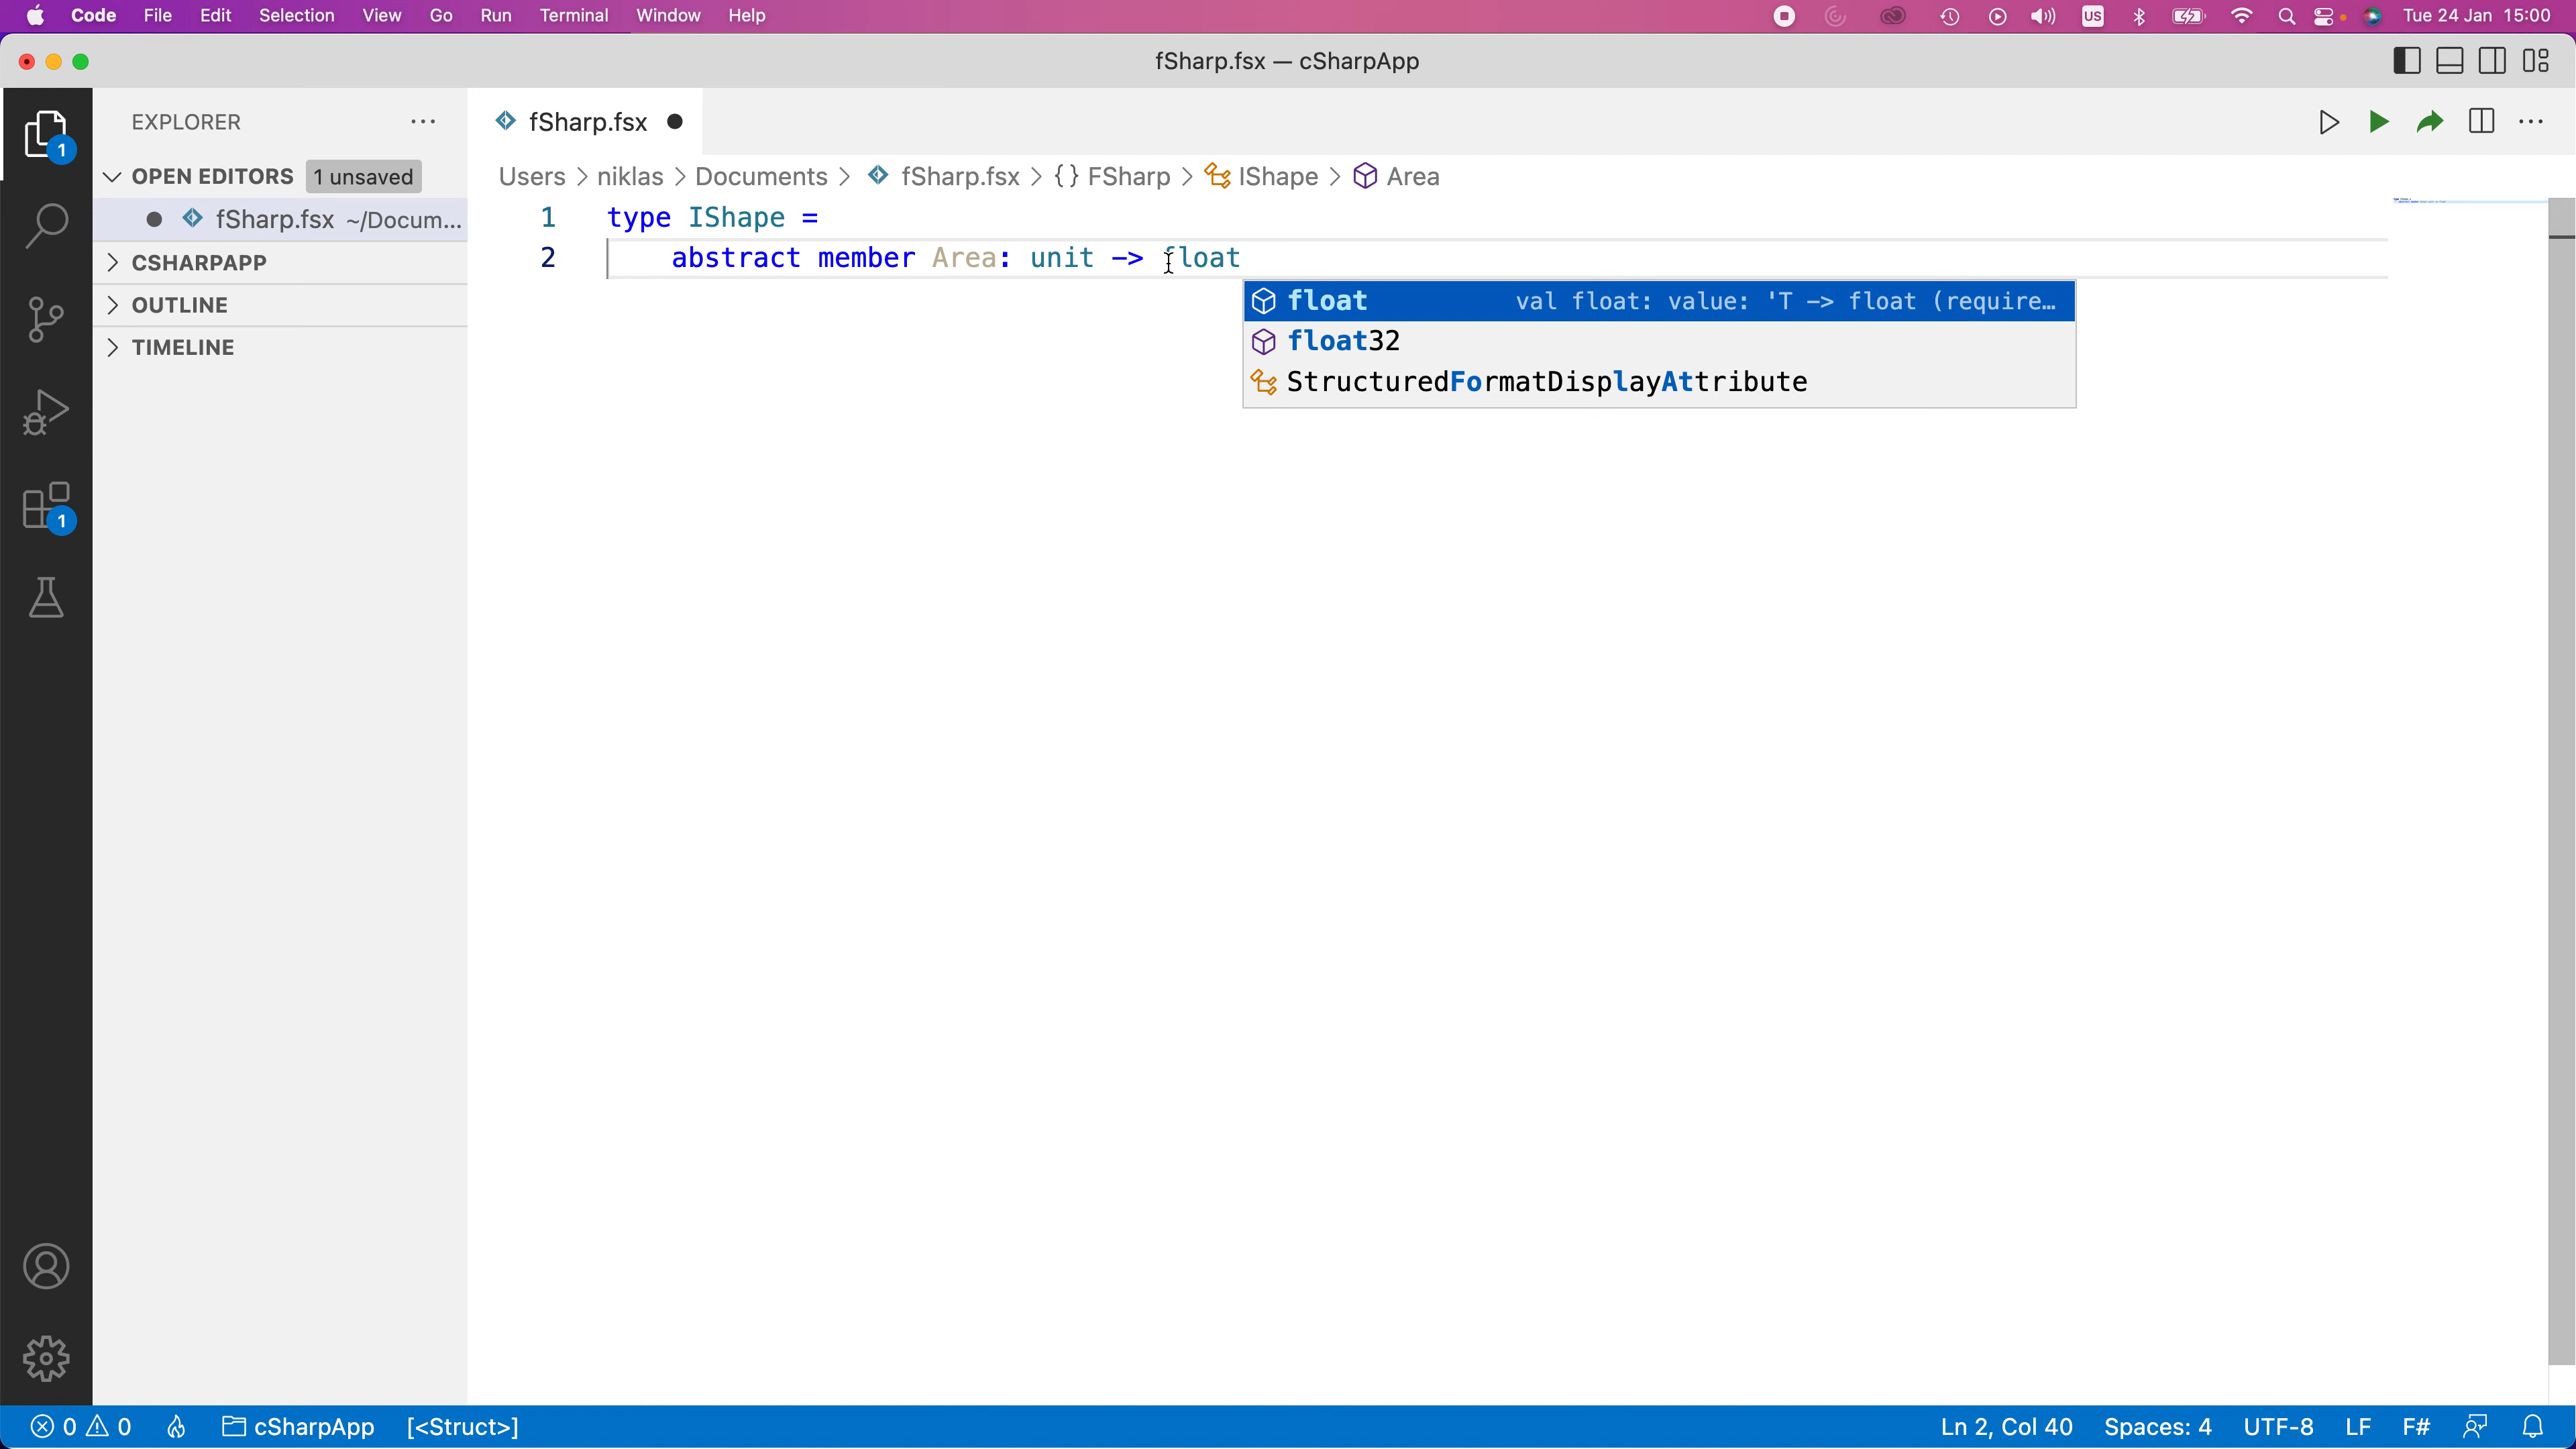 Code File Edit Selection View Go Run Terminal Window Help US Tue 24 Jan 15:00
fSharp.fsx — cSharpApp
EXPLORER
fSharp.fsx
OPEN EDITORS 1 unsaved
Users > niklas > Documents > fSharp.fsx > {} FSharp > IShape > Area
fSharp.fsx ~/Docum...
CSHARPAPP
OUTLINE
TIMELINE
1
1
1 type IShape =
2 abstract member Area: unit -> float
float val float: value: 'T -> float (require...
float32
StructuredFormatDisplayAttribute
0 0 cSharpApp [<Struct>] Ln 2, Col 40 Spaces: 4 UTF-8 LF F#